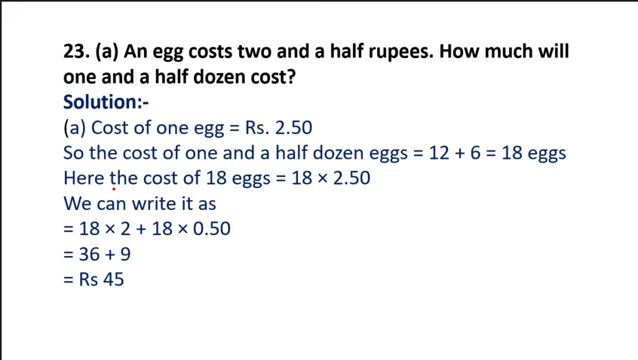 23. (a) An egg costs two and a half rupees. How much will
one and a half dozen cost?
Solution:-
(a) Cost of one egg = Rs. 2.50
So the cost of one and a half dozen eggs = 12 + 6 = 18 eggs
Here the cost of 18 eggs = 18 × 2.50
We can write it as
= 18 × 2 + 18 × 0.50
= 36 + 9
= Rs 45